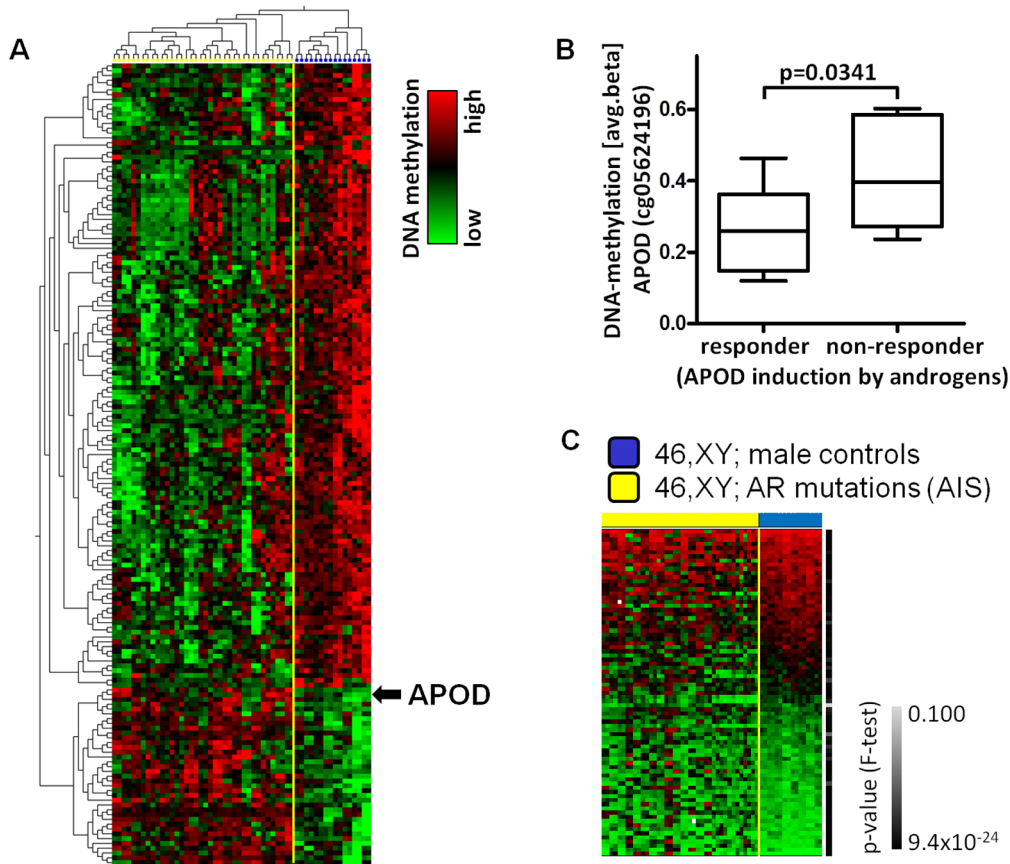 A
DNA methylation
low
high
APOD
B
DNA-methylation [avg.beta]
APOD (cg05624196)
p=0.0341
0.6
0.4
0.2
0.0
responder non-responder
(APOD induction by androgens)
C
46,XY; male controls
46,XY; AR mutations (AIS)
p-value (F-test)
0.100
9.4x10⁻²⁴